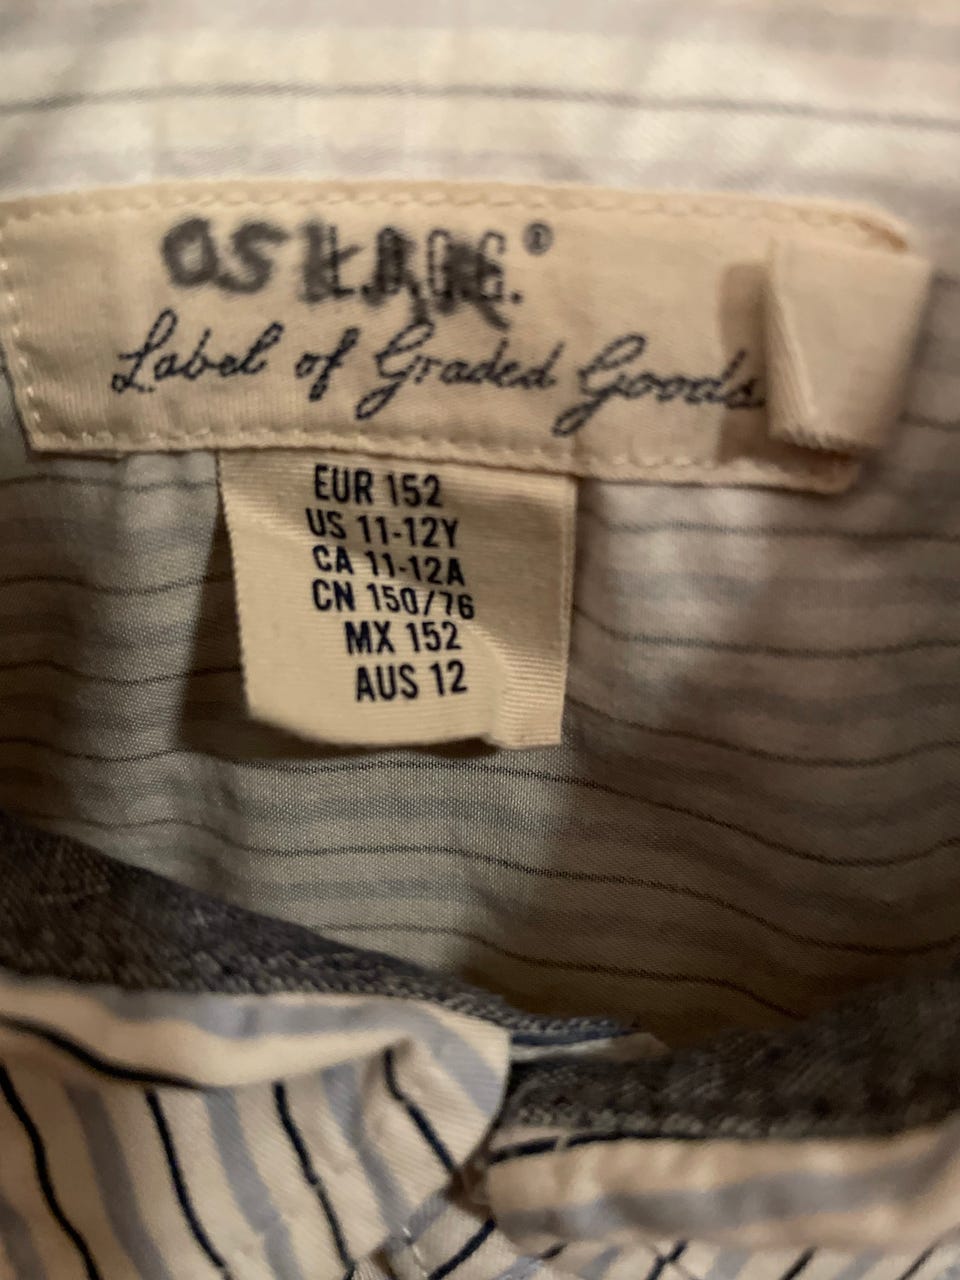 OSKAR
L.O.G.G.®
Label of Graded Goods
EUR 152
US 11-12Y
CA 11-12A
CN 150/76
MX 152
AUS 12